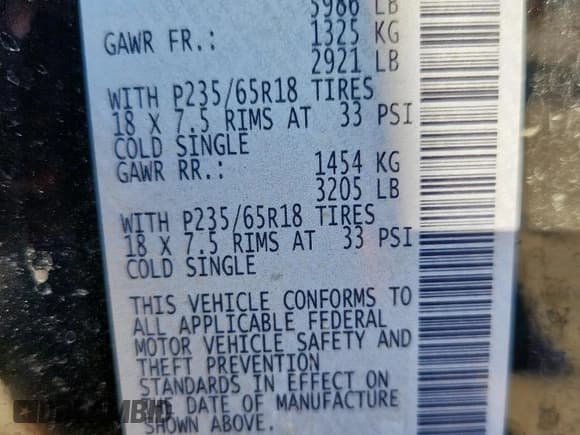 5986 LB
GAWR FR.: 1325 KG
2921 LB
WITH P235/65R18 TIRES
18 X 7.5 RIMS AT 33 PSI
COLD SINGLE
GAWR RR.: 1454 KG
3205 LB
WITH P235/65R18 TIRES
18 X 7.5 RIMS AT 33 PSI
COLD SINGLE
THIS VEHICLE CONFORMS TO
ALL APPLICABLE FEDERAL
MOTOR VEHICLE SAFETY AND
THEFT PREVENTION
STANDARDS IN EFFECT ON
THE DATE OF MANUFACTURE
SHOWN ABOVE.